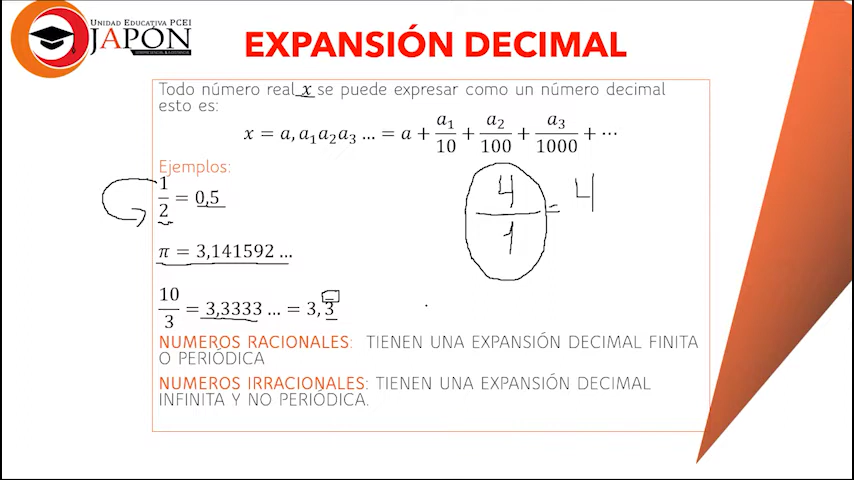 UNIDAD EDUCATIVA PCEI
JAPÓN
EXPANSIÓN DECIMAL
Todo número real x se puede expresar como un número decimal
esto es:
x = a, a₁a₂a₃ … = a + a₁/10 + a₂/100 + a₃/1000 + ⋯
Ejemplos:
1/2 = 0,5
4/1 = 4
π = 3,141592 …
10/3 = 3,3333 … = 3,3̅
NUMEROS RACIONALES: TIENEN UNA EXPANSIÓN DECIMAL FINITA
O PERIÓDICA
NUMEROS IRRACIONALES: TIENEN UNA EXPANSIÓN DECIMAL
INFINITA Y NO PERIÓDICA.